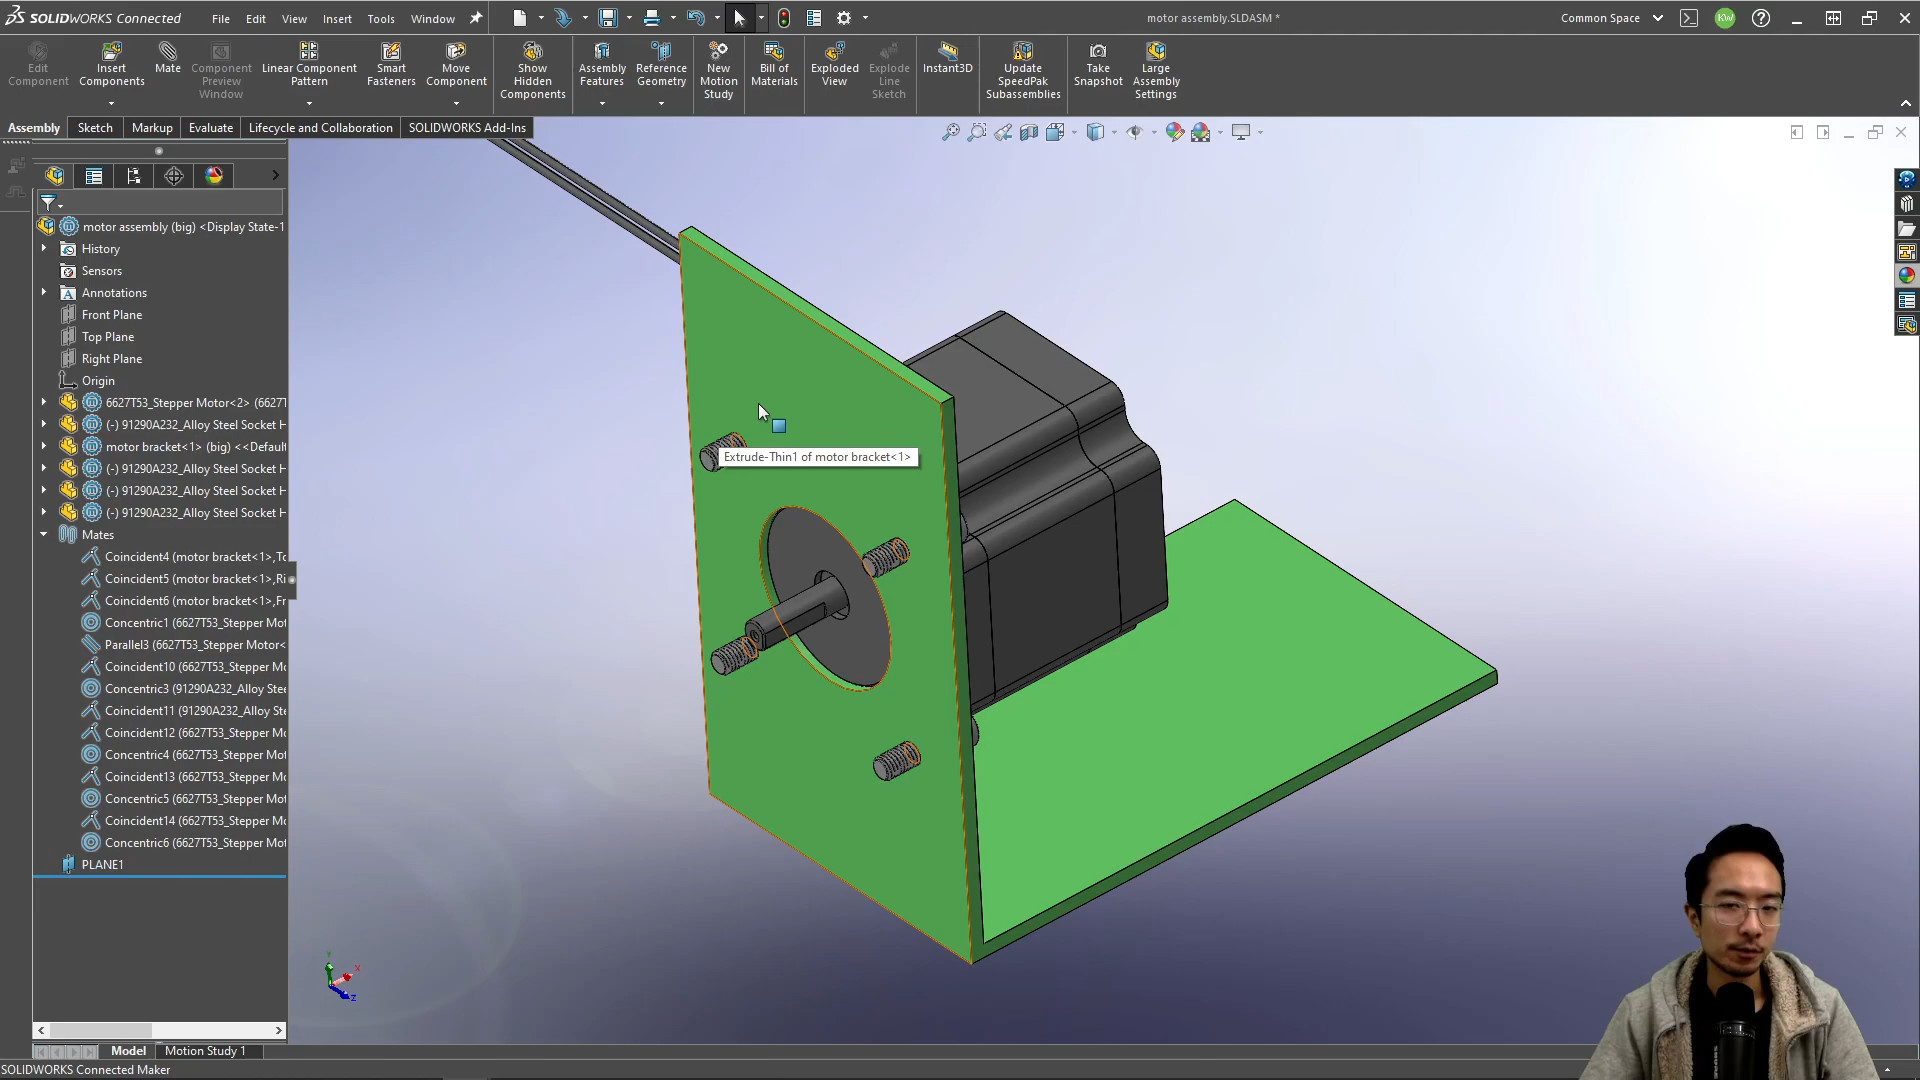 SOLIDWORKS Connected
File Edit View Insert Tools Window
motor assembly.SLDASM *
Common Space
KW
Edit Component
Insert Components
Mate
Component Preview Window
Linear Component Pattern
Smart Fasteners
Move Component
Show Hidden Components
Assembly Features
Reference Geometry
New Motion Study
Bill of Materials
Exploded View
Explode Line Sketch
Instant3D
Update SpeedPak Subassemblies
Take Snapshot
Large Assembly Settings
Assembly Sketch Markup Evaluate Lifecycle and Collaboration SOLIDWORKS Add-Ins
motor assembly (big) <Display State-1
History
Sensors
Annotations
Front Plane
Top Plane
Right Plane
Origin
6627T53_Stepper Motor<2> (6627T
(-) 91290A232_Alloy Steel Socket H
motor bracket<1> (big) <<Default
(-) 91290A232_Alloy Steel Socket H
(-) 91290A232_Alloy Steel Socket H
(-) 91290A232_Alloy Steel Socket H
Mates
Coincident4 (motor bracket<1>,To
Coincident5 (motor bracket<1>,Ri
Coincident6 (motor bracket<1>,Fr
Concentric1 (6627T53_Stepper Mot
Parallel3 (6627T53_Stepper Motor<
Coincident10 (6627T53_Stepper Mo
Concentric3 (91290A232_Alloy Stee
Coincident11 (91290A232_Alloy Ste
Coincident12 (6627T53_Stepper Mo
Concentric4 (6627T53_Stepper Mot
Coincident13 (6627T53_Stepper Mo
Concentric5 (6627T53_Stepper Mot
Coincident14 (6627T53_Stepper Mo
Concentric6 (6627T53_Stepper Mot
PLANE1
Extrude-Thin1 of motor bracket<1>
Y
X
Z
Model Motion Study 1
SOLIDWORKS Connected Maker